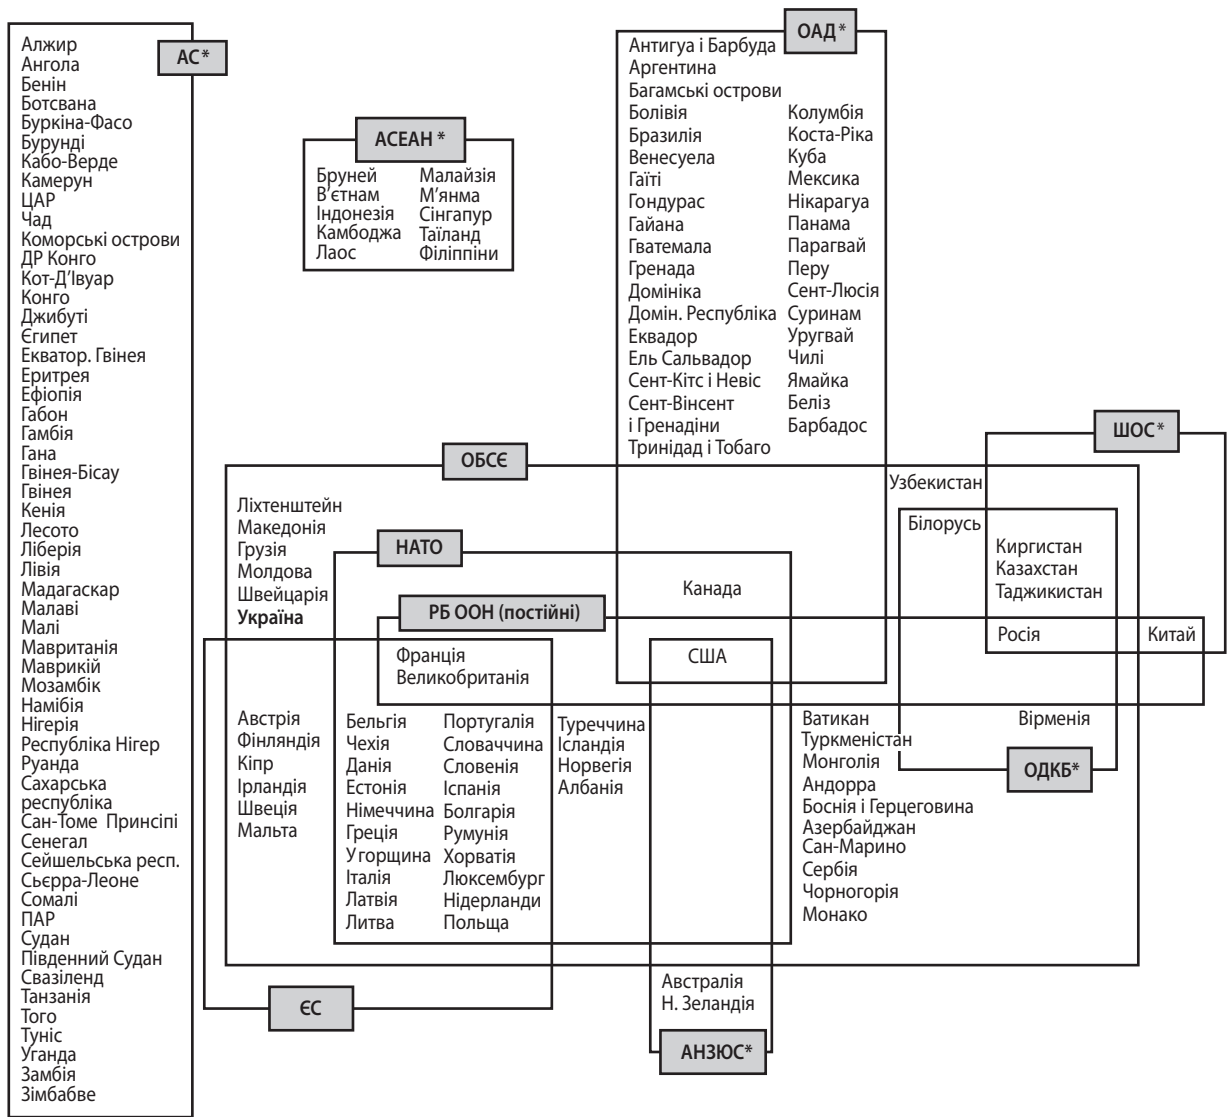 АС*
Алжир
Ангола
Бенін
Ботсвана
Буркіна-Фасо
Бурунді
Кабо-Верде
Камерун
ЦАР
Чад
Коморські острови
ДР Конго
Кот-Д'Івуар
Конго
Джибуті
Єгипет
Екватор. Гвінея
Еритрея
Ефіопія
Габон
Гамбія
Гана
Гвінея-Бісау
Гвінея
Кенія
Лесото
Ліберія
Лівія
Мадагаскар
Малаві
Малі
Мавританія
Маврикій
Мозамбік
Намібія
Нігерія
Республіка Нігер
Руанда
Сахарська
республіка
Сан-Томе Принсіпі
Сенегал
Сейшельська респ.
Сьєрра-Леоне
Сомалі
ПАР
Судан
Південний Судан
Свазіленд
Танзанія
Того
Туніс
Уганда
Замбія
Зімбабве
АСЕАН *
Бруней
В'єтнам
Індонезія
Камбоджа
Лаос
Малайзія
М'янма
Сінгапур
Таїланд
Філіппіни
ОАД *
Антигуа і Барбуда
Аргентина
Багамські острови
Болівія
Бразилія
Венесуела
Гаїті
Гондурас
Гайана
Гватемала
Гренада
Домініка
Домін. Республіка
Еквадор
Ель Сальвадор
Сент-Кітс і Невіс
Сент-Вінсент
і Гренадіни
Тринідад і Тобаго
Колумбія
Коста-Ріка
Куба
Мексика
Нікарагуа
Панама
Парагвай
Перу
Сент-Люсія
Суринам
Уругвай
Чилі
Ямайка
Беліз
Барбадос
ШОС*
ОБСЄ
Узбекистан
Ліхтенштейн
Македонія
Грузія
Молдова
Швейцарія
Україна
НАТО
Білорусь
Киргистан
Казахстан
Таджикистан
Канада
РБ ООН (постійні)
Франція
Великобританія
США
Росія
Китай
Австрія
Фінляндія
Кіпр
Ірландія
Швеція
Мальта
Бельгія
Чехія
Данія
Естонія
Німеччина
Греція
Угорщина
Італія
Латвія
Литва
Португалія
Словаччина
Словенія
Іспанія
Болгарія
Румунія
Хорватія
Люксембург
Нідерланди
Польща
Туреччина
Ісландія
Норвегія
Албанія
Ватикан
Туркменістан
Монголія
Андорра
Боснія і Герцеговина
Азербайджан
Сан-Марино
Сербія
Чорногорія
Монако
Вірменія
ОДКБ*
ЄС
Австралія
Н. Зеландія
АНЗЮС*